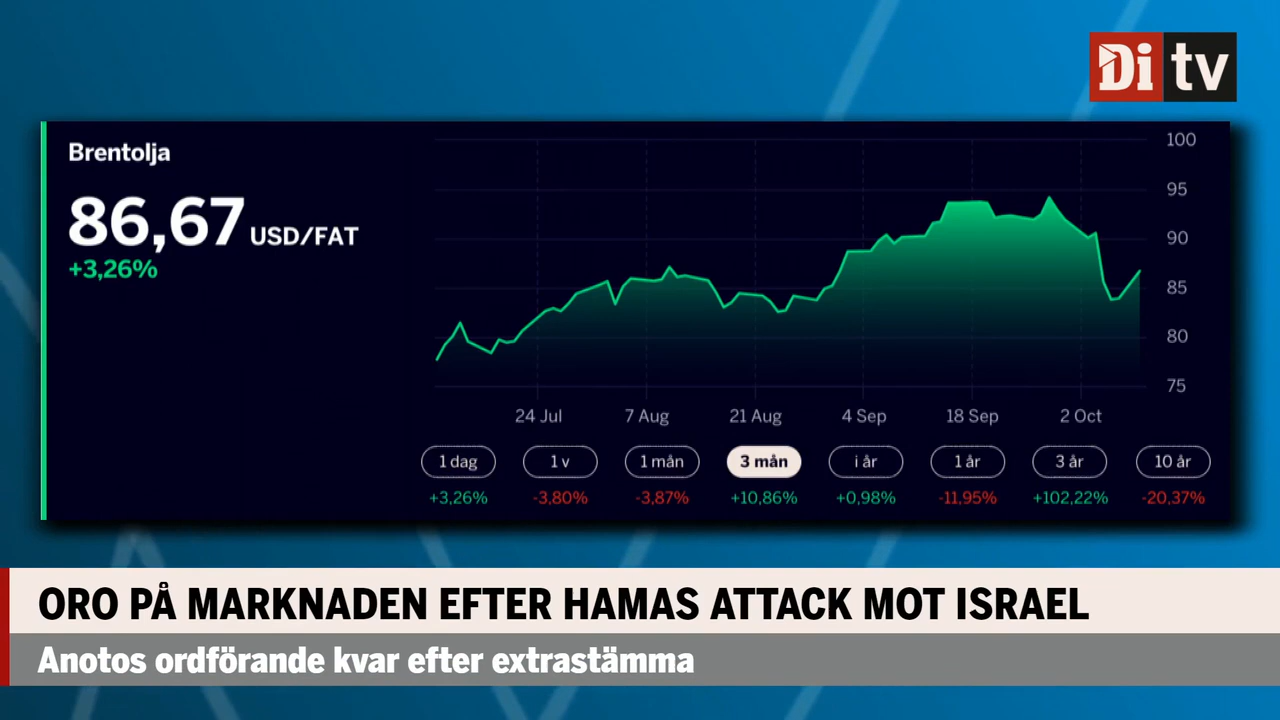 Di tv
Brentolja
86,67 USD/FAT
+3,26%
100
95
90
85
80
75
24 Jul 7 Aug 21 Aug 4 Sep 18 Sep 2 Oct
1 dag 1 v 1 mån 3 mån i år 1 år 3 år 10 år
+3,26% -3,80% -3,87% +10,86% +0,98% -11,95% +102,22% -20,37%
ORO PÅ MARKNADEN EFTER HAMAS ATTACK MOT ISRAEL
Anotos ordförande kvar efter extrastämma